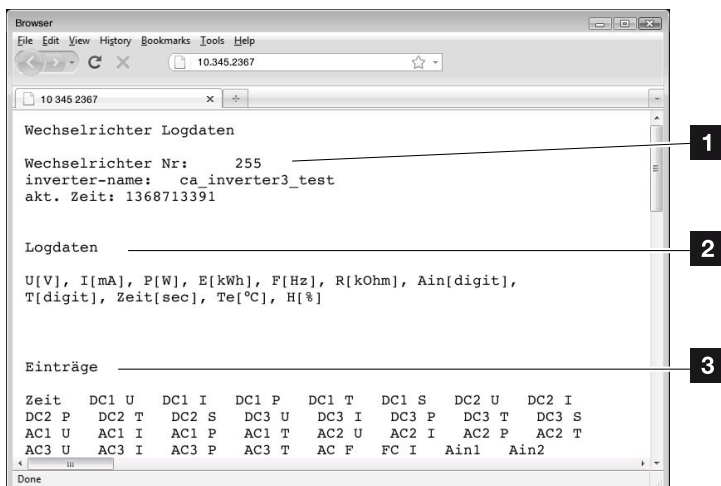 Browser
File Edit View History Bookmarks Tools Help
10.345.2367
10 345 2367
Wechselrichter Logdaten
Wechselrichter Nr: 255
inverter-name: ca_inverter3_test
akt. Zeit: 1368713391
1
Logdaten
2
U[V], I[mA], P[W], E[kWh], F[Hz], R[kOhm], Ain[digit],
T[digit], Zeit[sec], Te[°C], H[%]
Einträge
3
Zeit DC1 U DC1 I DC1 P DC1 T DC1 S DC2 U DC2 I
DC2 P DC2 T DC2 S DC3 U DC3 I DC3 P DC3 T DC3 S
AC1 U AC1 I AC1 P AC1 T AC2 U AC2 I AC2 P AC2 T
AC3 U AC3 I AC3 P AC3 T AC F FC I Ain1 Ain2
Done